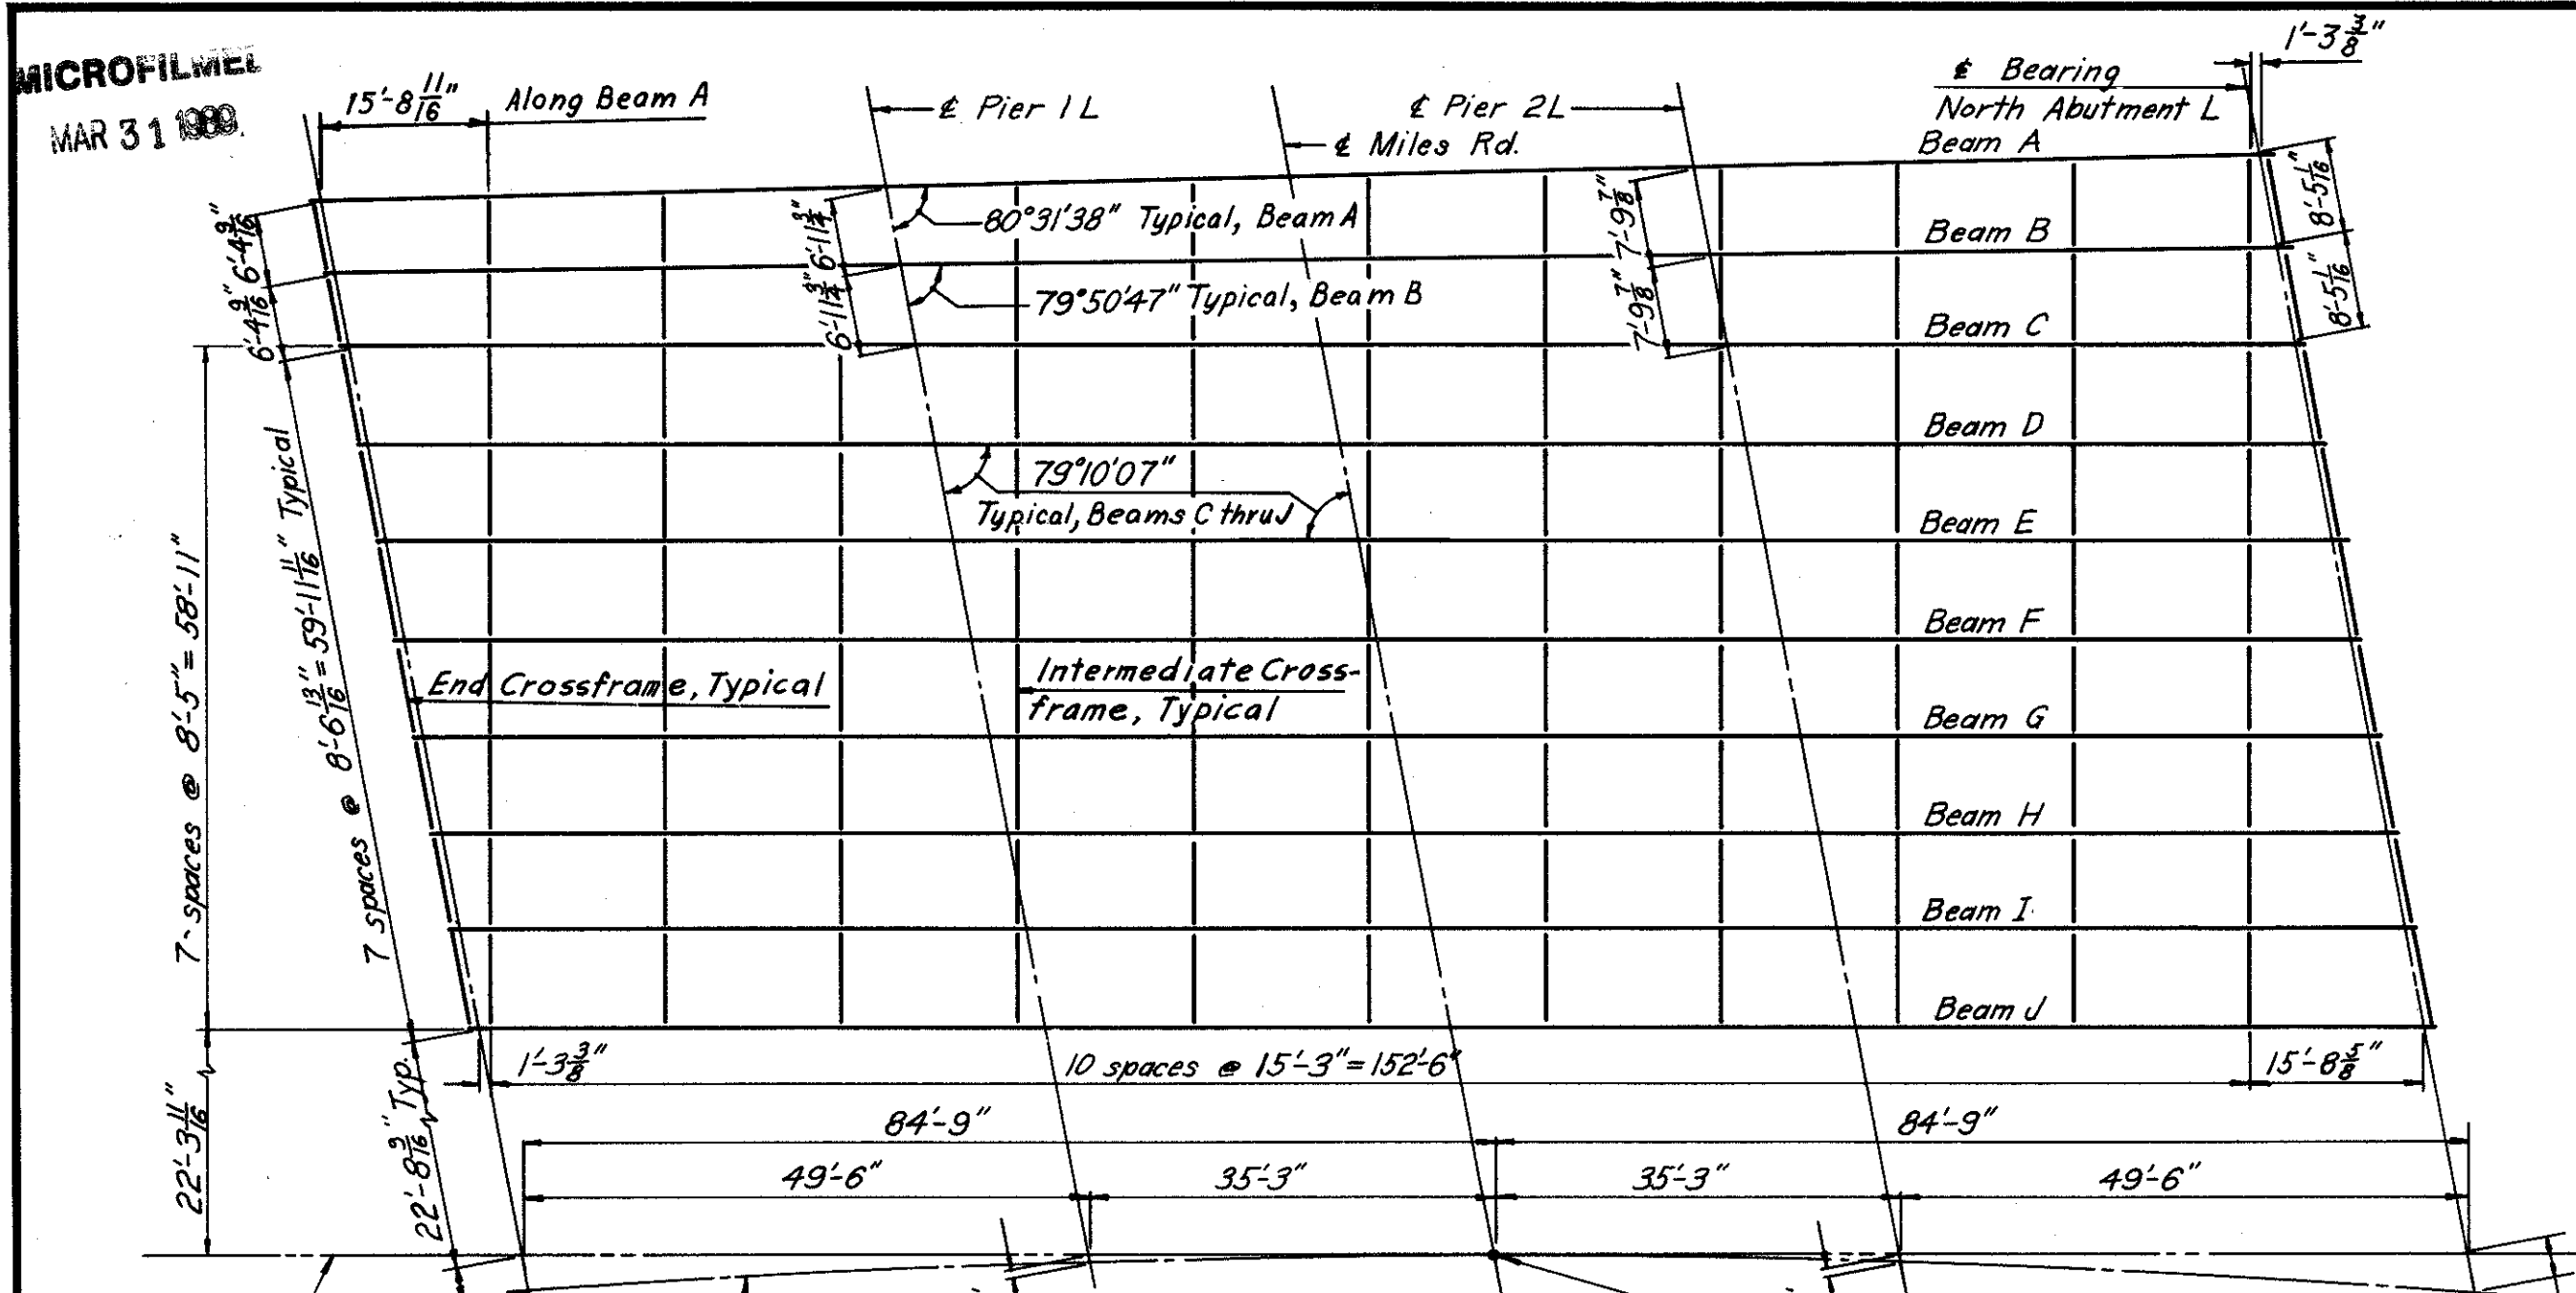 MICROFILMED
MAR 31 1989
15'-8 11/16"
Along Beam A
℄ Pier 1 L
℄ Pier 2L
℄ Miles Rd.
℄ Bearing
North Abutment L
1'-3 3/8"
Beam A
6'-4 9/16"
6'-4 9/16"
6'-11 3/4"
6'-11 3/4"
80°31'38" Typical, Beam A
79°50'47" Typical, Beam B
7'-9 7/8"
7'-9 7/8"
8'-5 1/16"
8'-5 1/16"
Beam B
Beam C
Beam D
79°10'07"
Typical, Beams C thru J
Beam E
Beam F
End Crossframe, Typical
Intermediate Cross-
frame, Typical
Beam G
Beam H
Beam I
Beam J
7-spaces @ 8'-5" = 58'-11"
7 spaces @ 8'-6 13/16" = 59'-11 11/16" Typical
22'-3 11/16"
22'-8 3/16" Typ.
1'-3 3/8"
10 spaces @ 15'-3" = 152'-6"
15'-8 5/8"
84'-9"
84'-9"
49'-6"
35'-3"
35'-3"
49'-6"